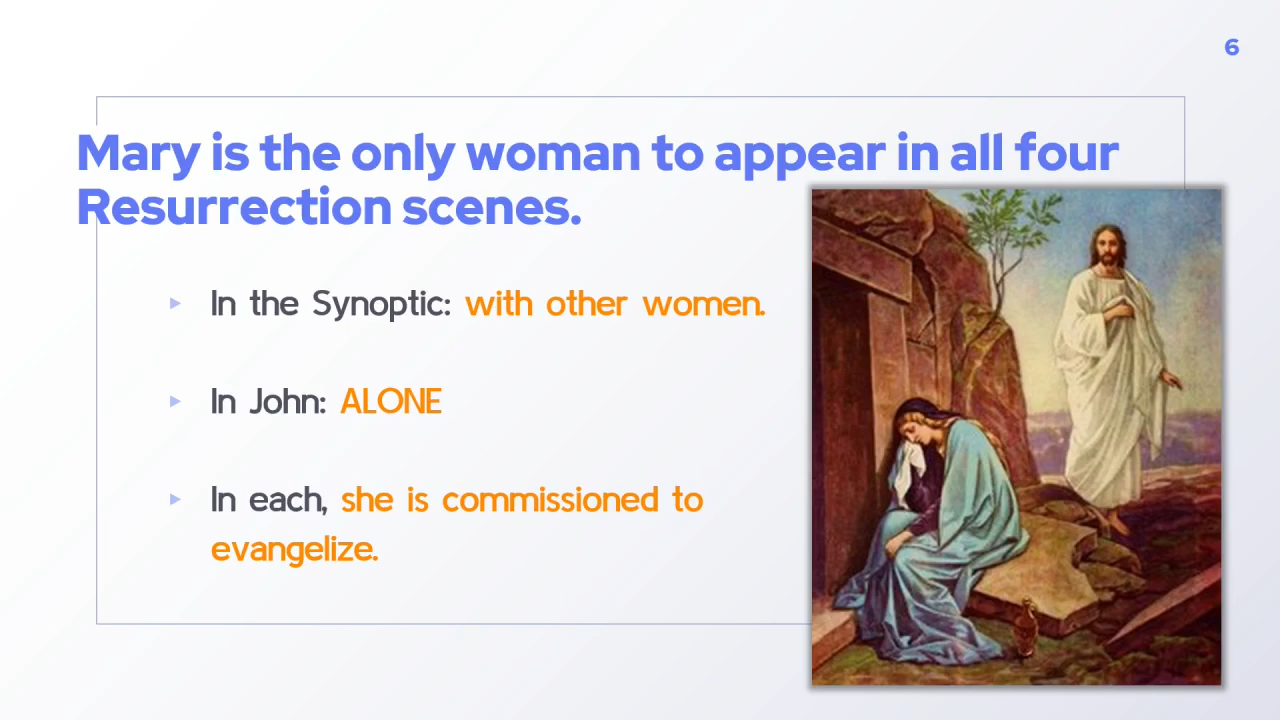 6
Mary is the only woman to appear in all four
Resurrection scenes.
In the Synoptic: with other women.
In John: ALONE
In each, she is commissioned to
evangelize.